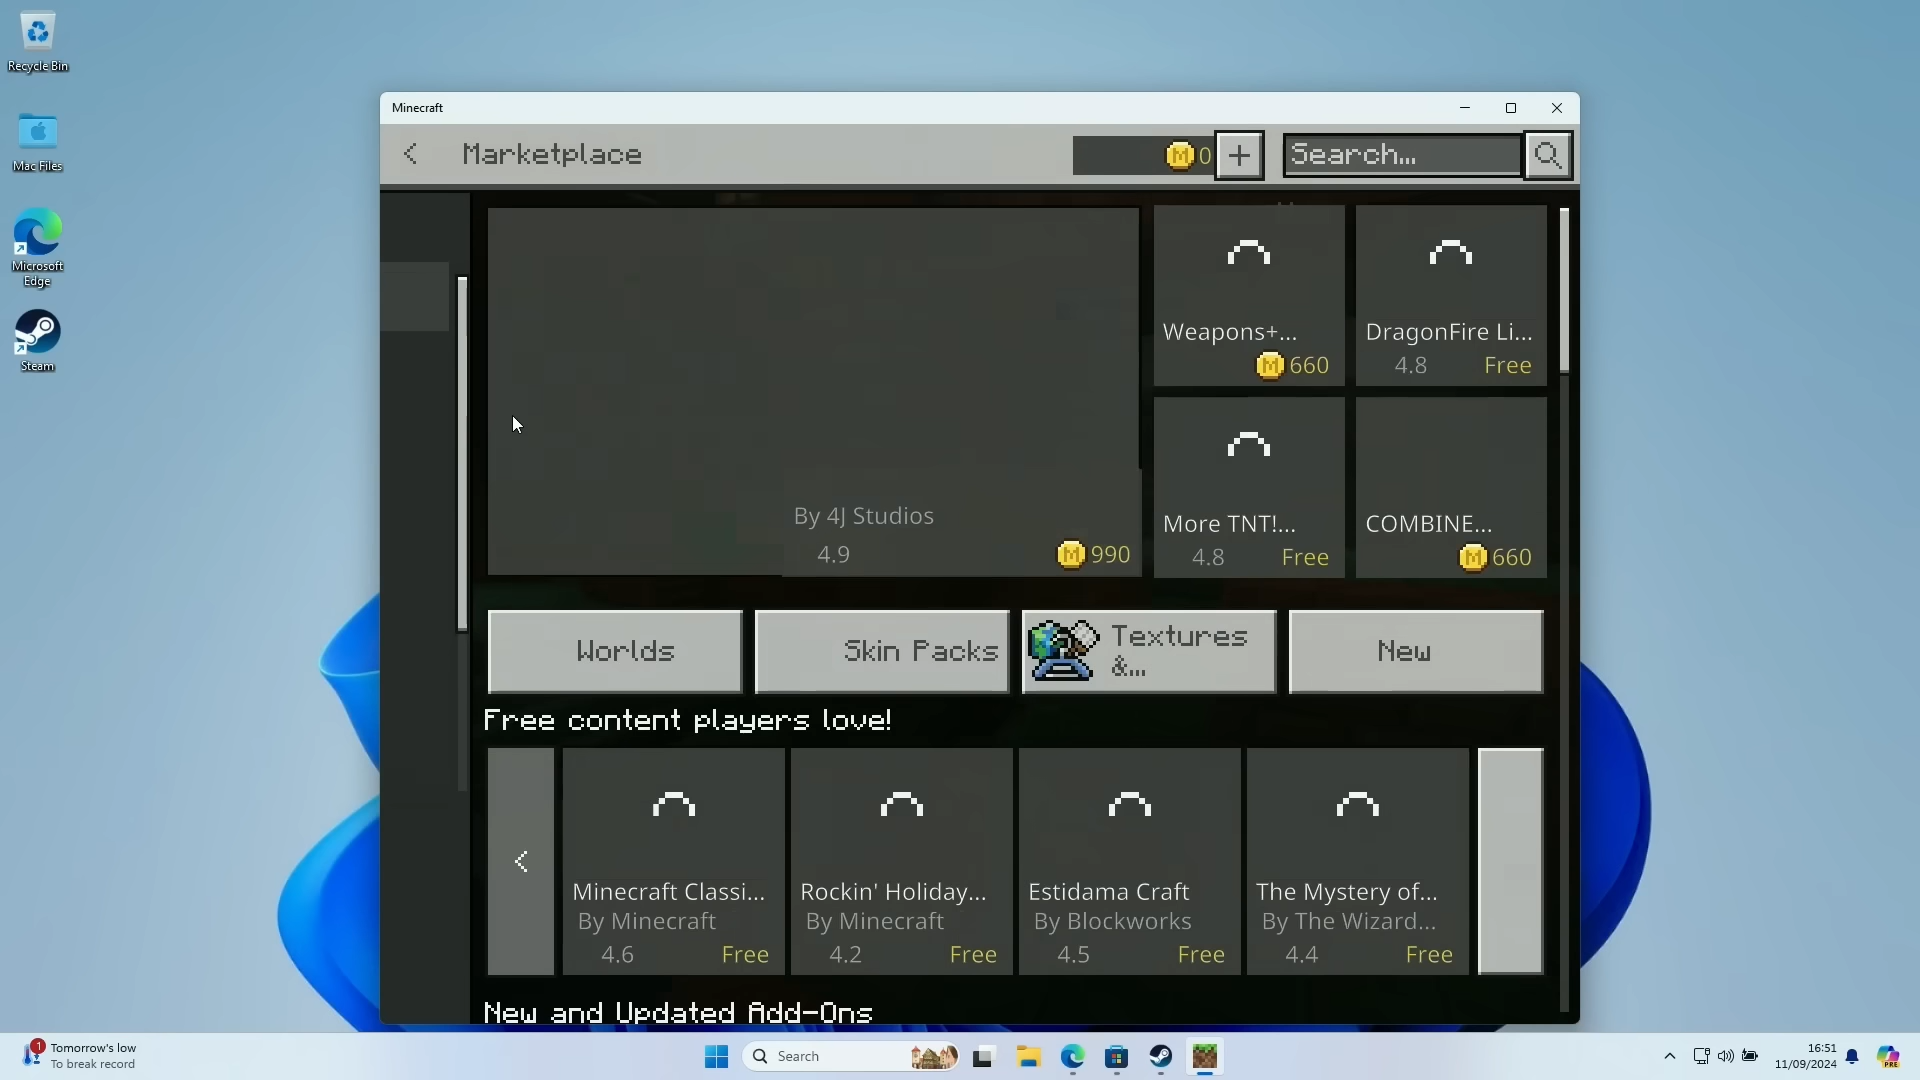 Recycle Bin
Mac Files
Microsoft
Edge
Steam
Minecraft
Marketplace
0
Search...
By 4J Studios
4.9
990
Weapons+...
660
DragonFire Li...
4.8
Free
More TNT!...
4.8
Free
COMBINE...
660
Worlds
Skin Packs
Textures
&...
New
Free content players love!
Minecraft Classi...
By Minecraft
4.6
Free
Rockin' Holiday...
By Minecraft
4.2
Free
Estidama Craft
By Blockworks
4.5
Free
The Mystery of...
By The Wizard...
4.4
Free
New and Updated Add-Ons
1
Tomorrow's low
To break record
Search
16:51
11/09/2024
PRE